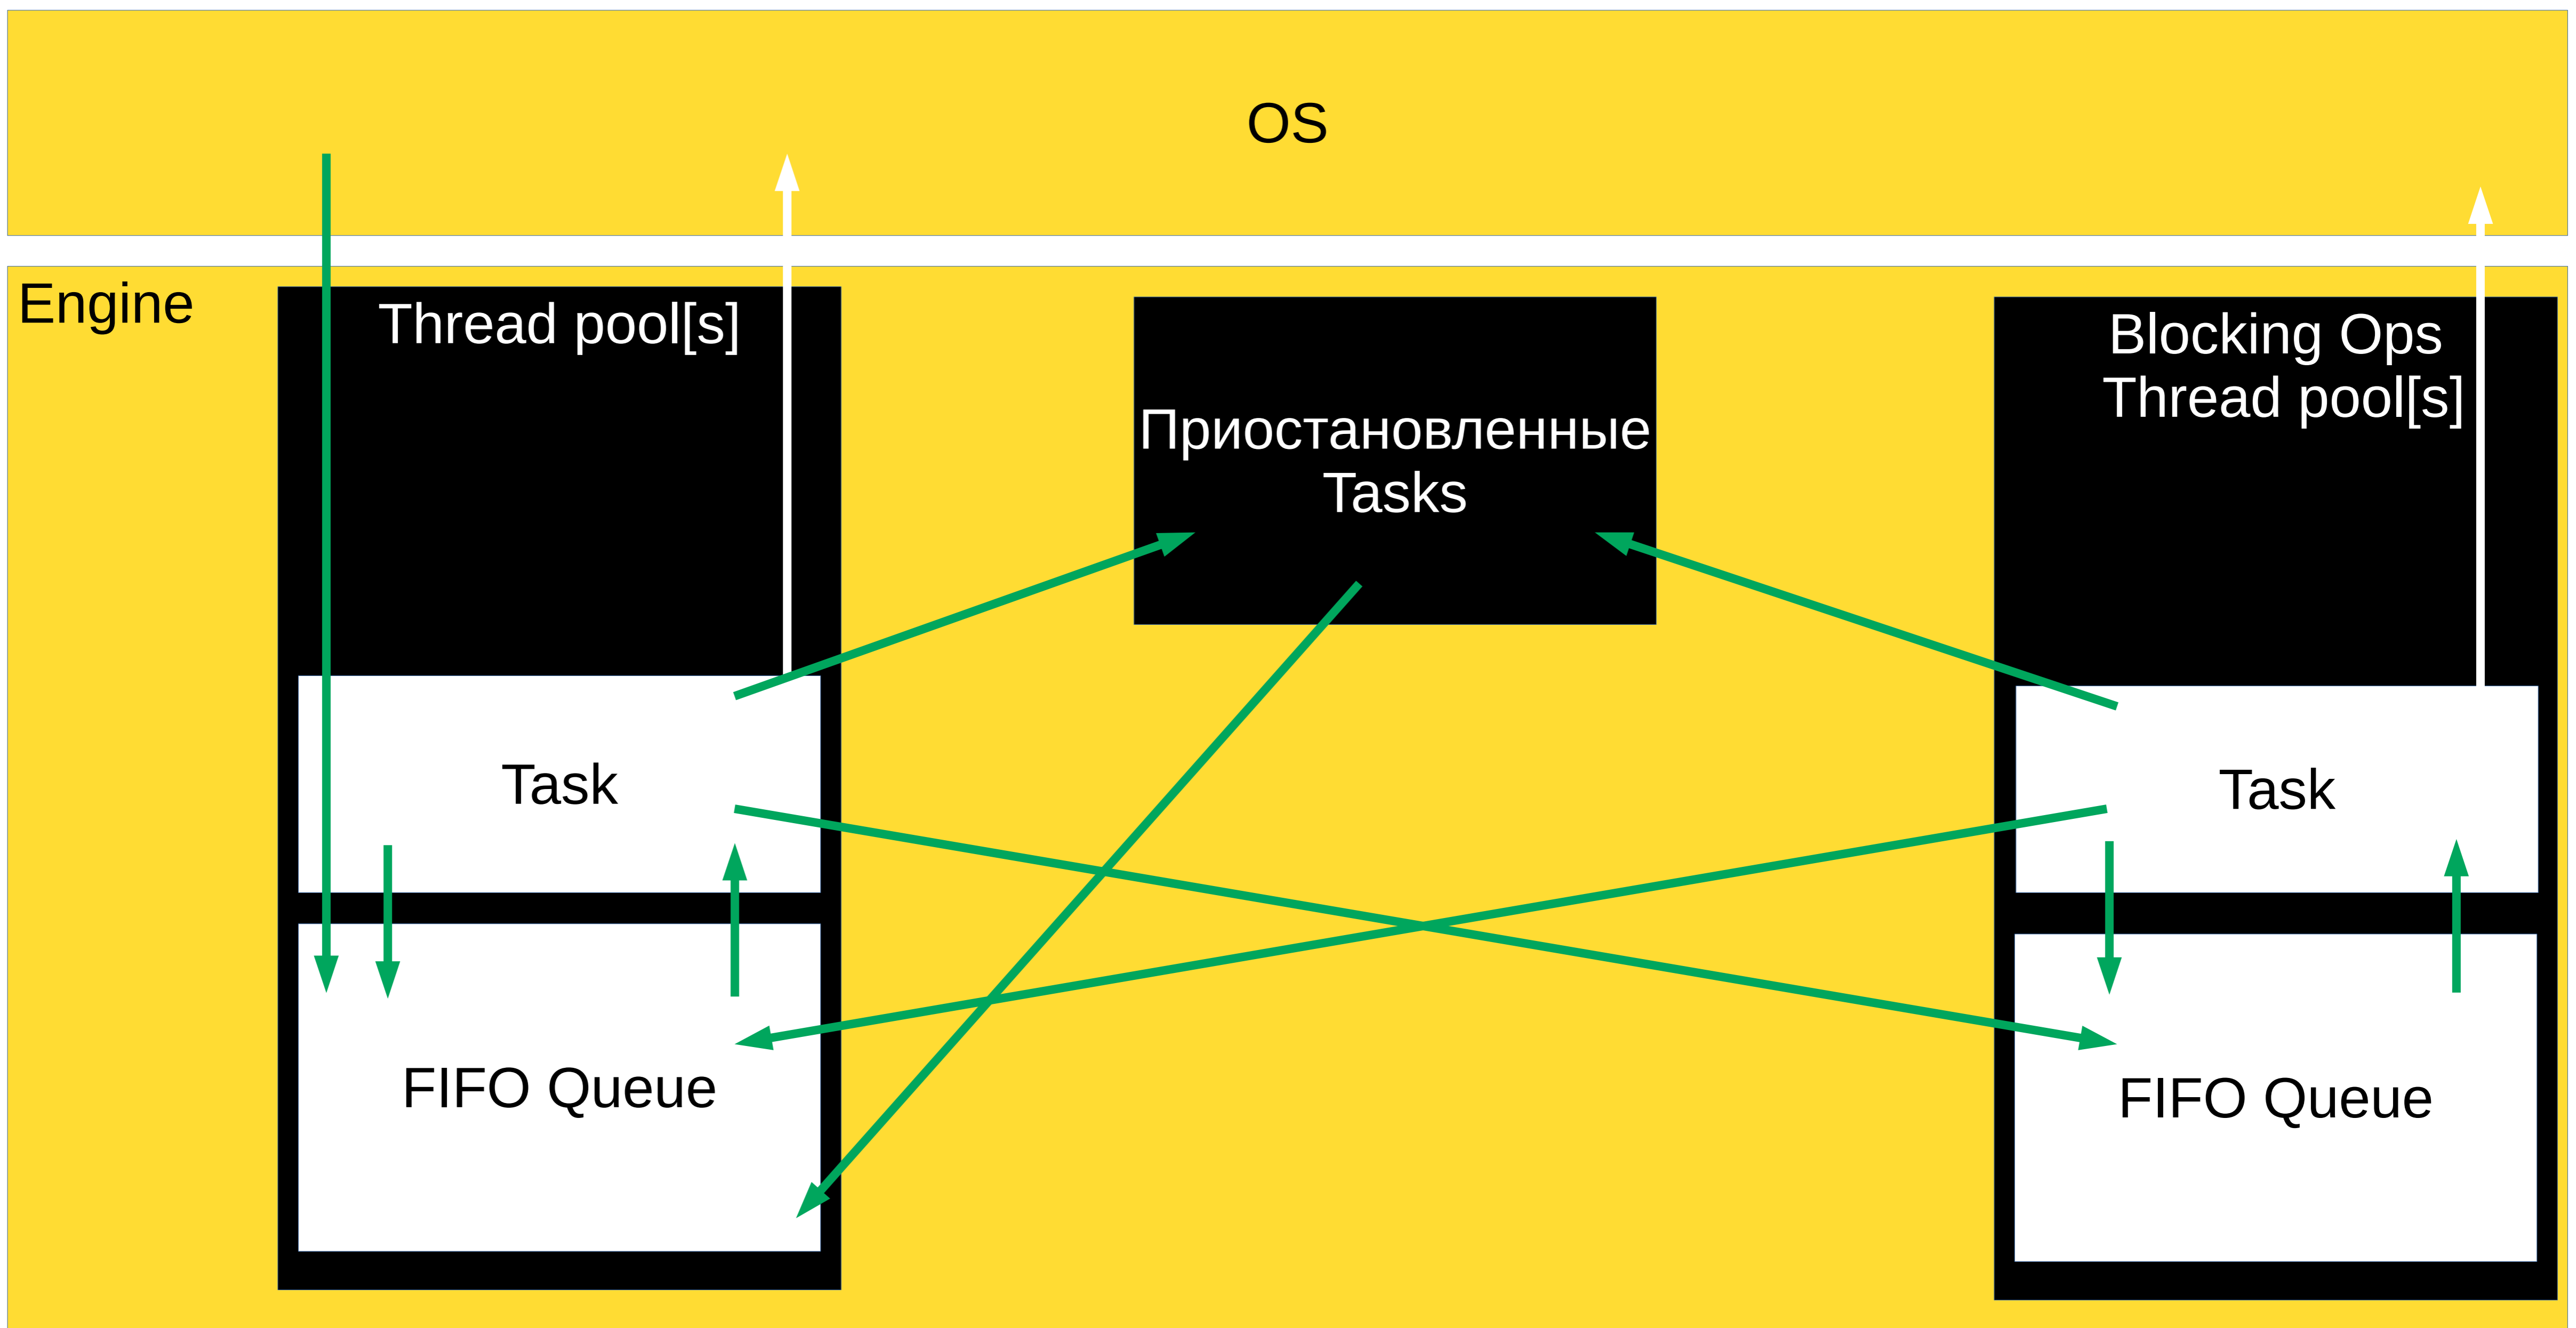 OS
Engine
Thread pool[s]
Приостановленные
Tasks
Blocking Ops
Thread pool[s]
Task
Task
FIFO Queue
FIFO Queue